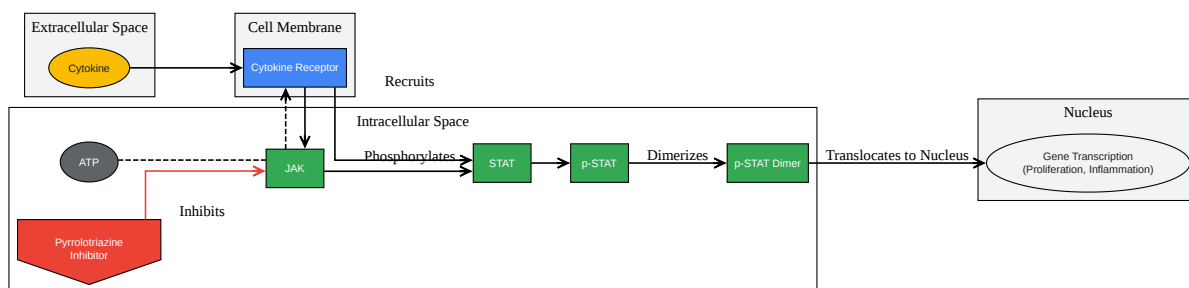 Extracellular Space
Cell Membrane
Cytokine
Cytokine Receptor
Recruits
Nucleus
Intracellular Space
ATP
JAK
Phosphorylates
STAT
p-STAT
Dimerizes
p-STAT Dimer
Translocates to Nucleus
Gene Transcription
(Proliferation, Inflammation)
Inhibits
Pyrrolotriazine
Inhibitor